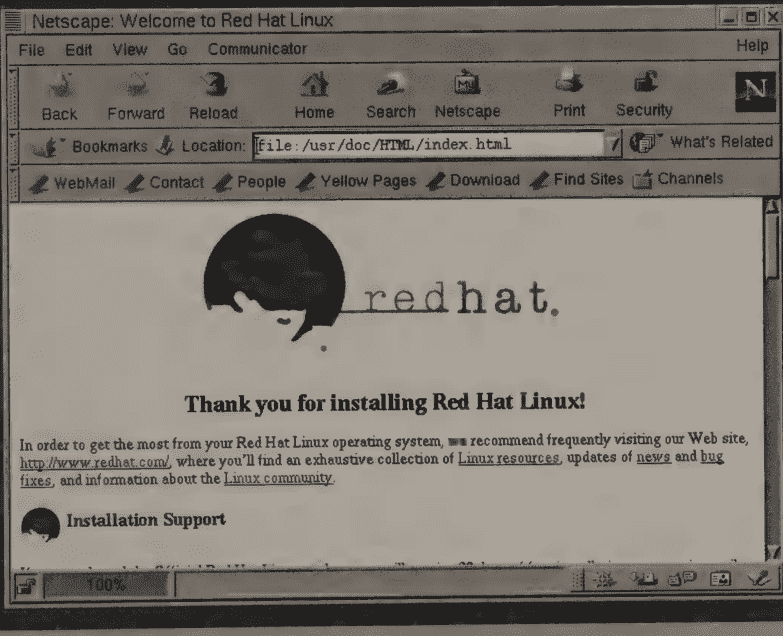 Netscape: Welcome to Red Hat Linux
File Edit View Go Communicator Help
Back Forward Reload Home Search Netscape Print Security
N
Bookmarks Location: file:/usr/doc/HTML/index.html What's Related
WebMail Contact People Yellow Pages Download Find Sites Channels
redhat.
Thank you for installing Red Hat Linux!
In order to get the most from your Red Hat Linux operating system, recommend frequently visiting our Web site,
http://www.redhat.com/, where you'll find an exhaustive collection of Linux resources, updates of news and bug
fixes, and information about the Linux community.
Installation Support
100%